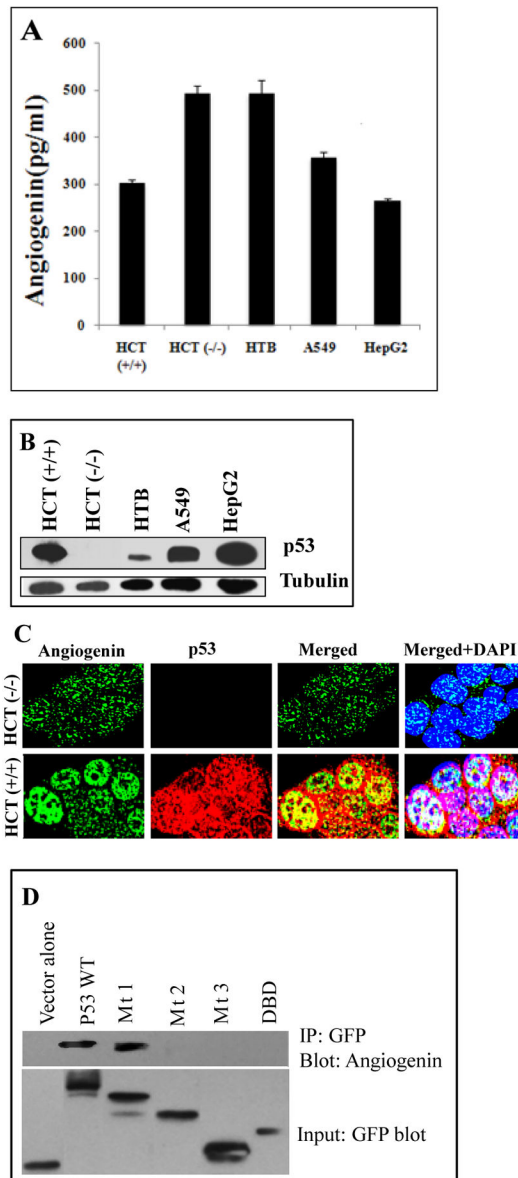 A
Angiogenin(pg/ml)
600
500
400
300
200
100
0
HCT (+/+)
HCT (-/-)
HTB
A549
HepG2
B
HCT (+/+)
HCT (-/-)
HTB
A549
HepG2
p53
Tubulin
C
Angiogenin
p53
Merged
Merged+DAPI
HCT (-/-)
HCT (+/+)
D
Vector alone
P53 WT
Mt 1
Mt 2
Mt 3
DBD
IP: GFP
Blot: Angiogenin
Input: GFP blot